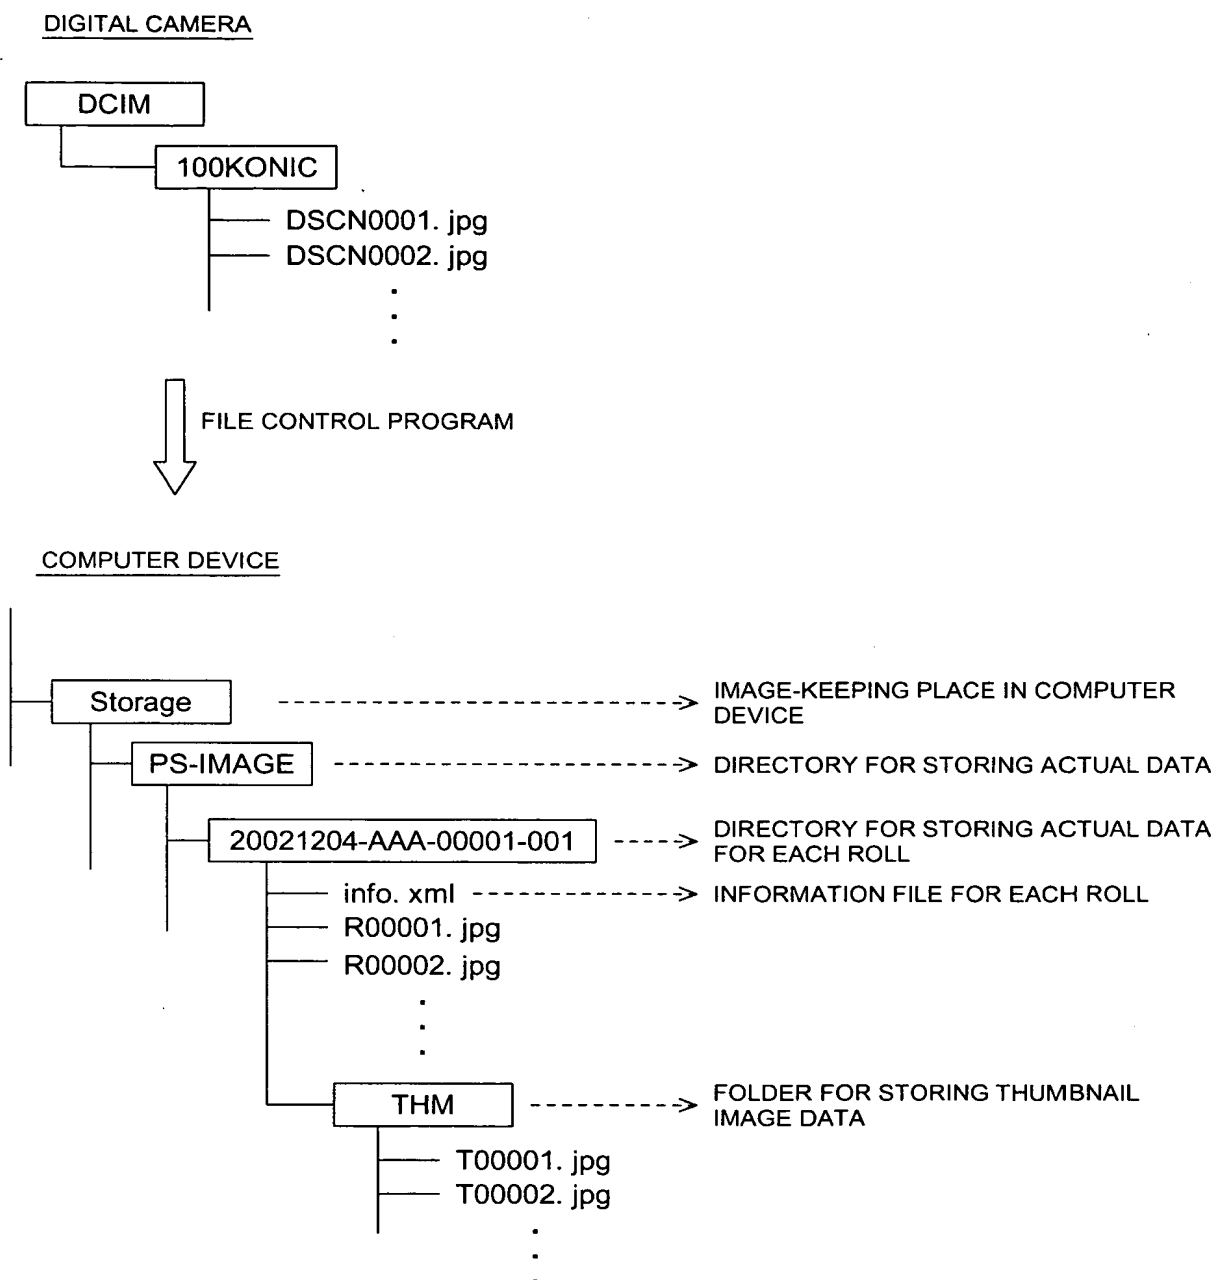 DIGITAL CAMERA
DCIM
100KONIC
DSCN0001. jpg
DSCN0002. jpg
FILE CONTROL PROGRAM
COMPUTER DEVICE
Storage
IMAGE-KEEPING PLACE IN COMPUTER
DEVICE
PS-IMAGE
DIRECTORY FOR STORING ACTUAL DATA
20021204-AAA-00001-001
DIRECTORY FOR STORING ACTUAL DATA
FOR EACH ROLL
info. xml
INFORMATION FILE FOR EACH ROLL
R00001. jpg
R00002. jpg
THM
FOLDER FOR STORING THUMBNAIL
IMAGE DATA
T00001. jpg
T00002. jpg